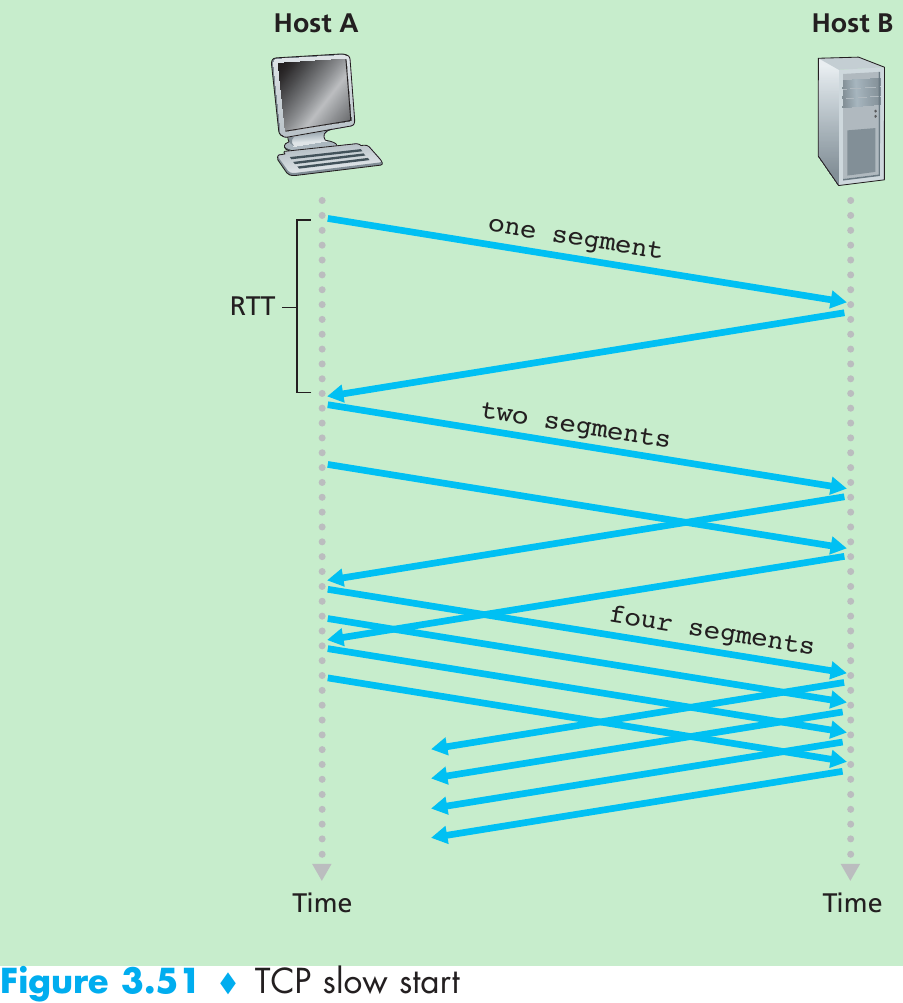 Host A
Host B
one segment
RTT
two segments
four segments
Time
Time
Figure 3.51 ♦ TCP slow start